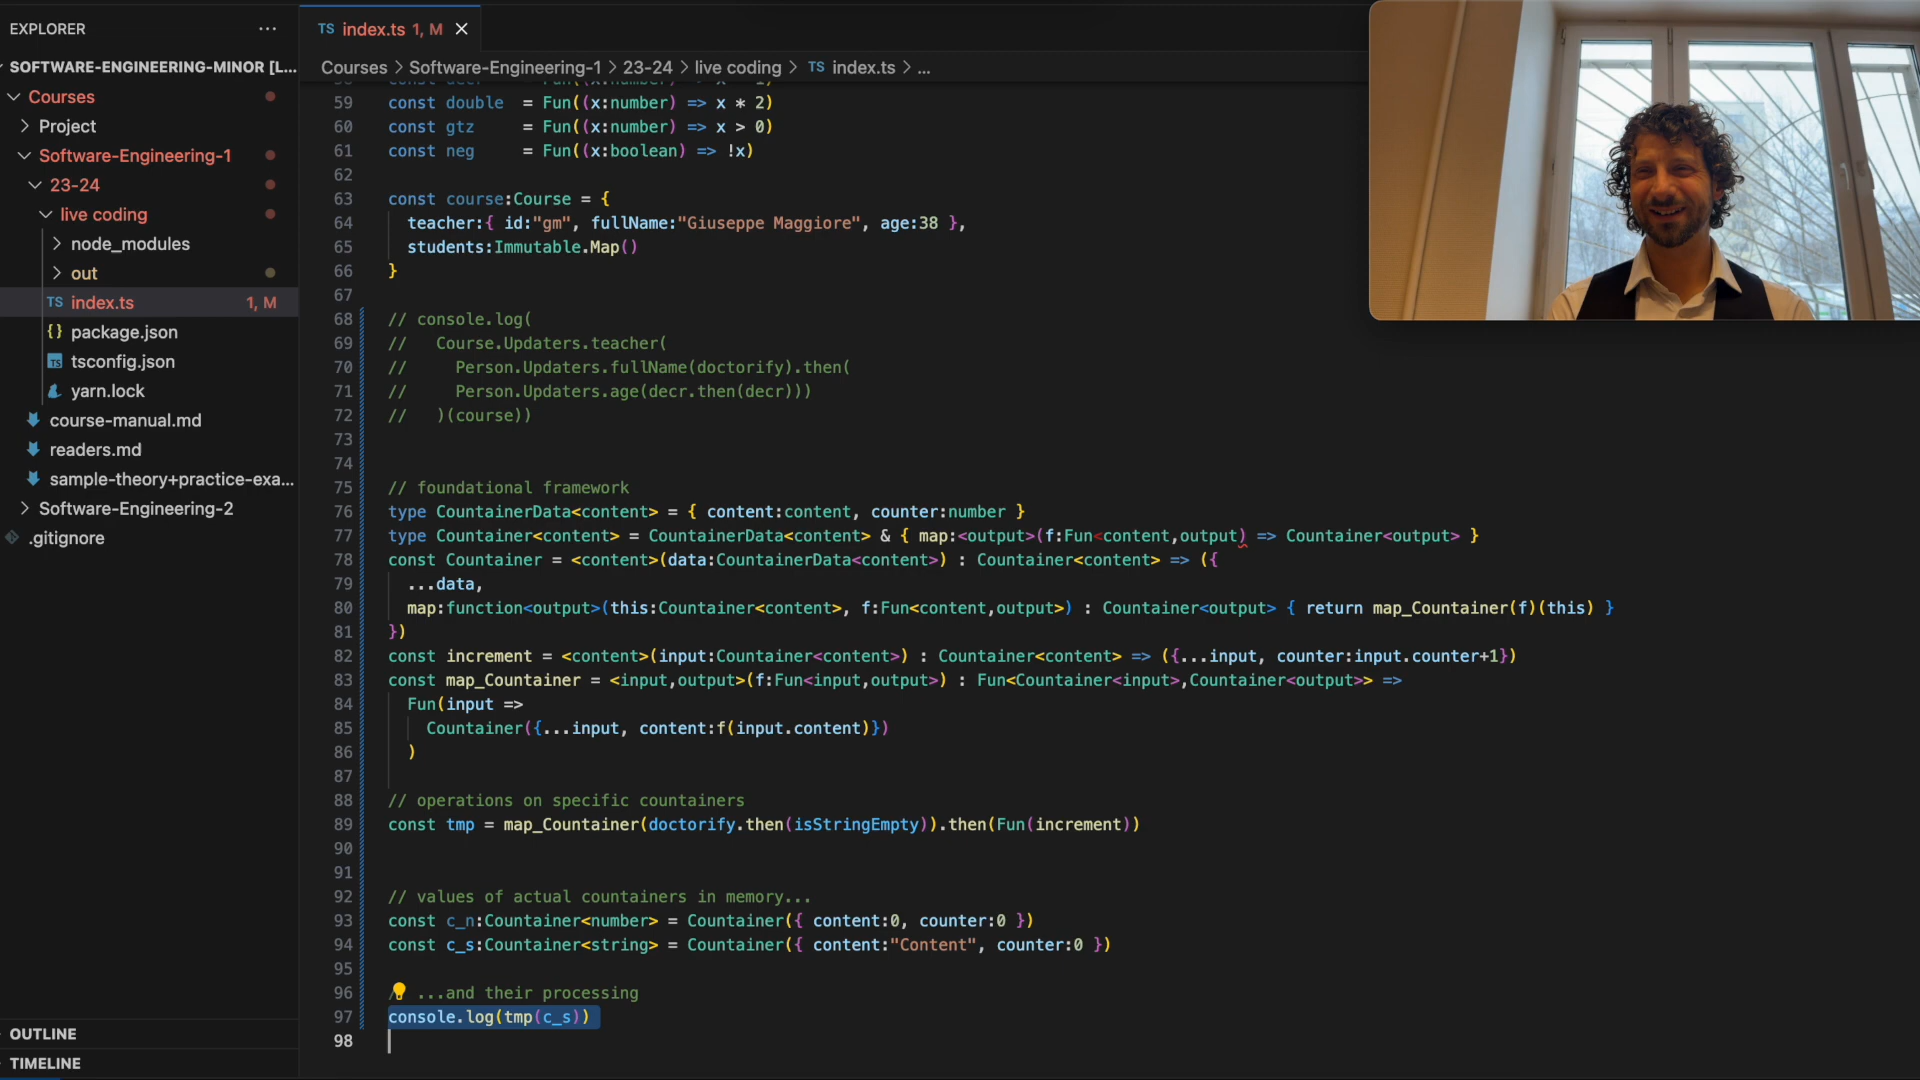 EXPLORER
SOFTWARE-ENGINEERING-MINOR [L...
Courses
Project
Software-Engineering-1
23-24
live coding
node_modules
out
TS index.ts 1, M
{} package.json
TS tsconfig.json
yarn.lock
course-manual.md
readers.md
sample-theory+practice-exa...
Software-Engineering-2
.gitignore
OUTLINE
TIMELINE
TS index.ts 1, M
Courses > Software-Engineering-1 > 23-24 > live coding > TS index.ts > ...
59 const double = Fun((x:number) => x * 2)
60 const gtz = Fun((x:number) => x > 0)
61 const neg = Fun((x:boolean) => !x)
62
63 const course:Course = {
64 teacher:{ id:"gm", fullName:"Giuseppe Maggiore", age:38 },
65 students:Immutable.Map()
66 }
67
68 // console.log(
69 // Course.Updaters.teacher(
70 // Person.Updaters.fullName(doctorify).then(
71 // Person.Updaters.age(decr.then(decr)))
72 // )(course))
73
74
75 // foundational framework
76 type CountainerData<content> = { content:content, counter:number }
77 type Countainer<content> = CountainerData<content> & { map:<output>(f:Fun<content,output) => Countainer<output> }
78 const Countainer = <content>(data:CountainerData<content>) : Countainer<content> => ({
79 ...data,
80 map:function<output>(this:Countainer<content>, f:Fun<content,output>) : Countainer<output> { return map_Countainer(f)(this) }
81 })
82 const increment = <content>(input:Countainer<content>) : Countainer<content> => ({...input, counter:input.counter+1})
83 const map_Countainer = <input,output>(f:Fun<input,output>) : Fun<Countainer<input>,Countainer<output>> =>
84 Fun(input =>
85 Countainer({...input, content:f(input.content)})
86 )
87
88 // operations on specific countainers
89 const tmp = map_Countainer(doctorify.then(isStringEmpty)).then(Fun(increment))
90
91
92 // values of actual countainers in memory...
93 const c_n:Countainer<number> = Countainer({ content:0, counter:0 })
94 const c_s:Countainer<string> = Countainer({ content:"Content", counter:0 })
95
96 / ...and their processing
97 console.log(tmp(c_s))
98